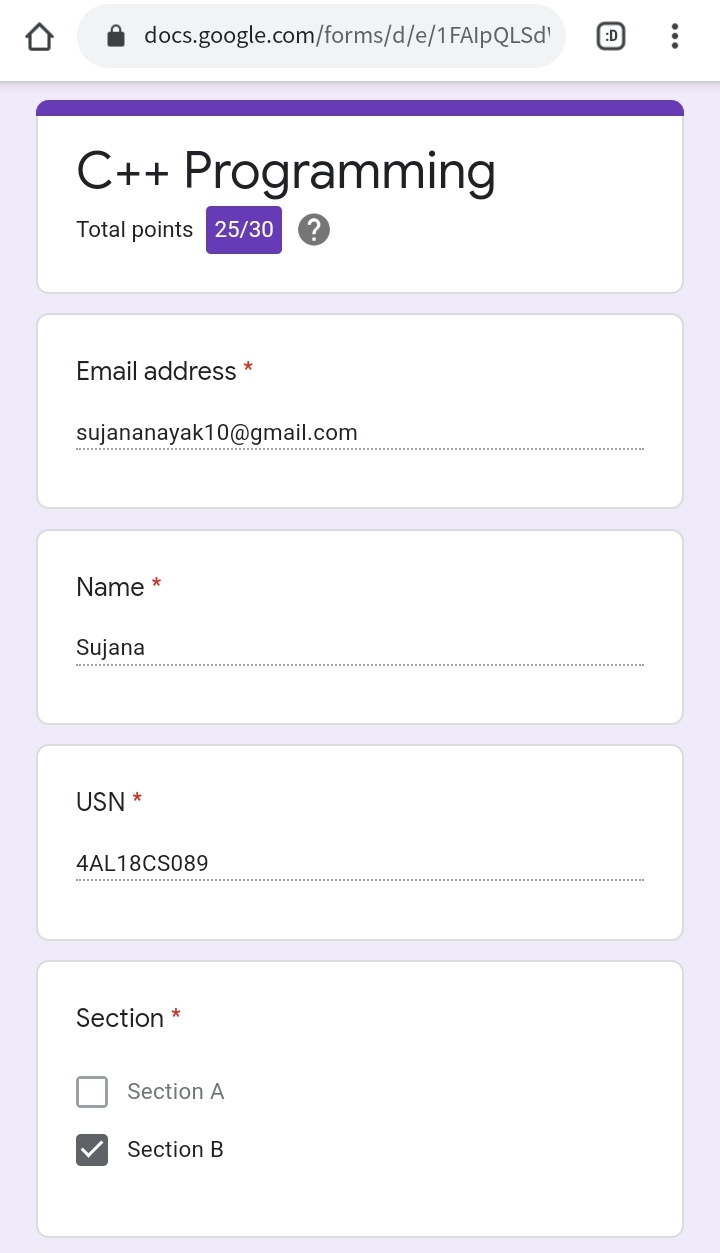 docs.google.com/forms/d/e/1FAIpQLSd
:D
C++ Programming
Total points 25/30 ?
Email address *
sujananayak10@gmail.com
Name *
Sujana
USN *
4AL18CS089
Section *
Section A
Section B